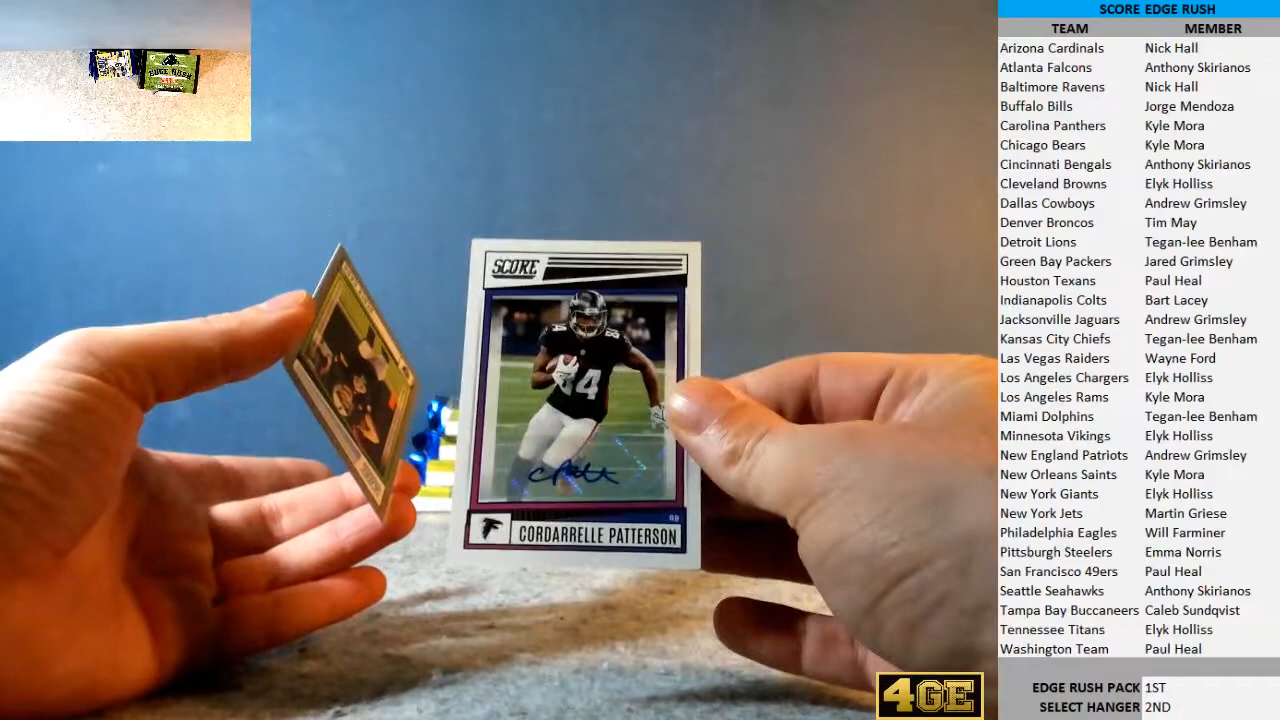 SCORE EDGE RUSH
TEAM MEMBER
Arizona Cardinals Nick Hall
Atlanta Falcons Anthony Skirianos
Baltimore Ravens Nick Hall
Buffalo Bills Jorge Mendoza
Carolina Panthers Kyle Mora
Chicago Bears Kyle Mora
Cincinnati Bengals Anthony Skirianos
Cleveland Browns Elyk Holliss
Dallas Cowboys Andrew Grimsley
Denver Broncos Tim May
Detroit Lions Tegan-lee Benham
Green Bay Packers Jared Grimsley
Houston Texans Paul Heal
Indianapolis Colts Bart Lacey
Jacksonville Jaguars Andrew Grimsley
Kansas City Chiefs Tegan-lee Benham
Las Vegas Raiders Wayne Ford
Los Angeles Chargers Elyk Holliss
Los Angeles Rams Kyle Mora
Miami Dolphins Tegan-lee Benham
Minnesota Vikings Elyk Holliss
New England Patriots Andrew Grimsley
New Orleans Saints Kyle Mora
New York Giants Elyk Holliss
New York Jets Martin Griese
Philadelphia Eagles Will Farminer
Pittsburgh Steelers Emma Norris
San Francisco 49ers Paul Heal
Seattle Seahawks Anthony Skirianos
Tampa Bay Buccaneers Caleb Sundqvist
Tennessee Titans Elyk Holliss
Washington Team Paul Heal
EDGE RUSH PACK 1ST
SELECT HANGER 2ND
EDGE RUSH
SCORE
84
84
RB
CORDARRELLE PATTERSON
4GE